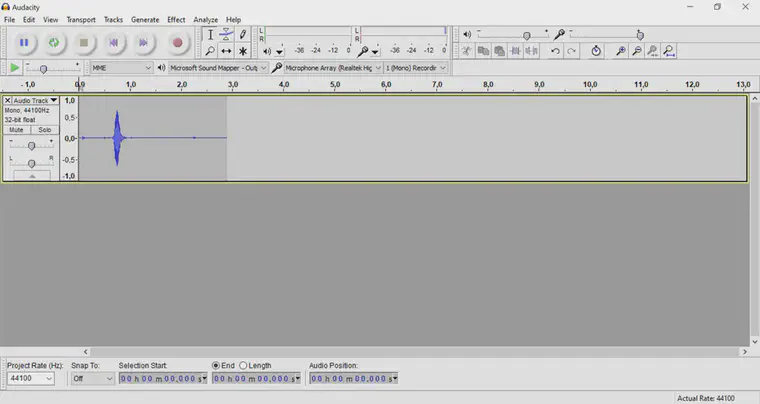 Audacity
File Edit View Transport Tracks Generate Effect Analyze Help
L
R
-36 -24 -12 0
L
R
-36 -24 -12 0
MME
Microsoft Sound Mapper - Outp
Microphone Array (Realtek Hig
1 (Mono) Recordir
-1,0 0,0 1,0 2,0 3,0 4,0 5,0 6,0 7,0 8,0 9,0 10,0 11,0 12,0 13,0
Audio Track
Mono, 44100Hz
32-bit float
Mute Solo
- +
L R
1,0
0,5
0,0
-0,5
-1,0
Project Rate (Hz): Snap To: Selection Start: End Length Audio Position:
44100 Off 00 h 00 m 00,000 s 00 h 00 m 00,000 s 00 h 00 m 00,000 s
Actual Rate: 44100